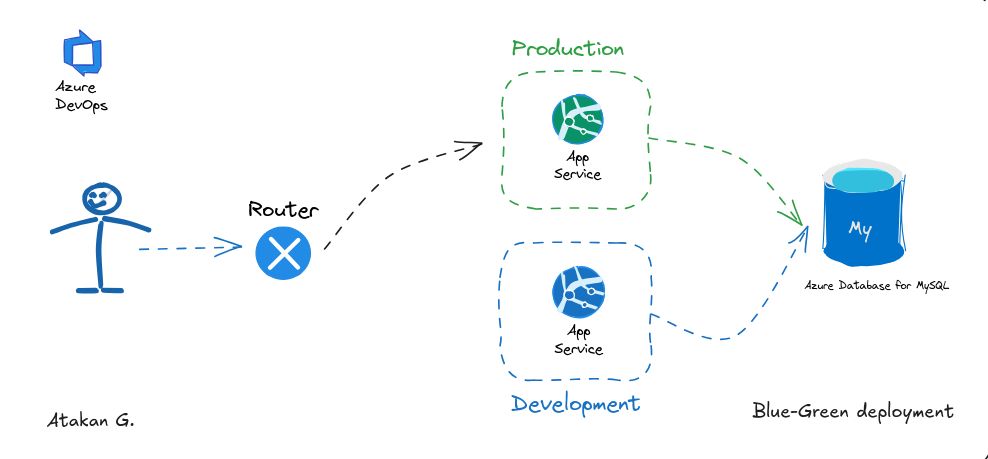 Azure
DevOps
Production
App
Service
Router
My
Azure Database for MySQL
App
Service
Development
Atakan G.
Blue-Green deployment